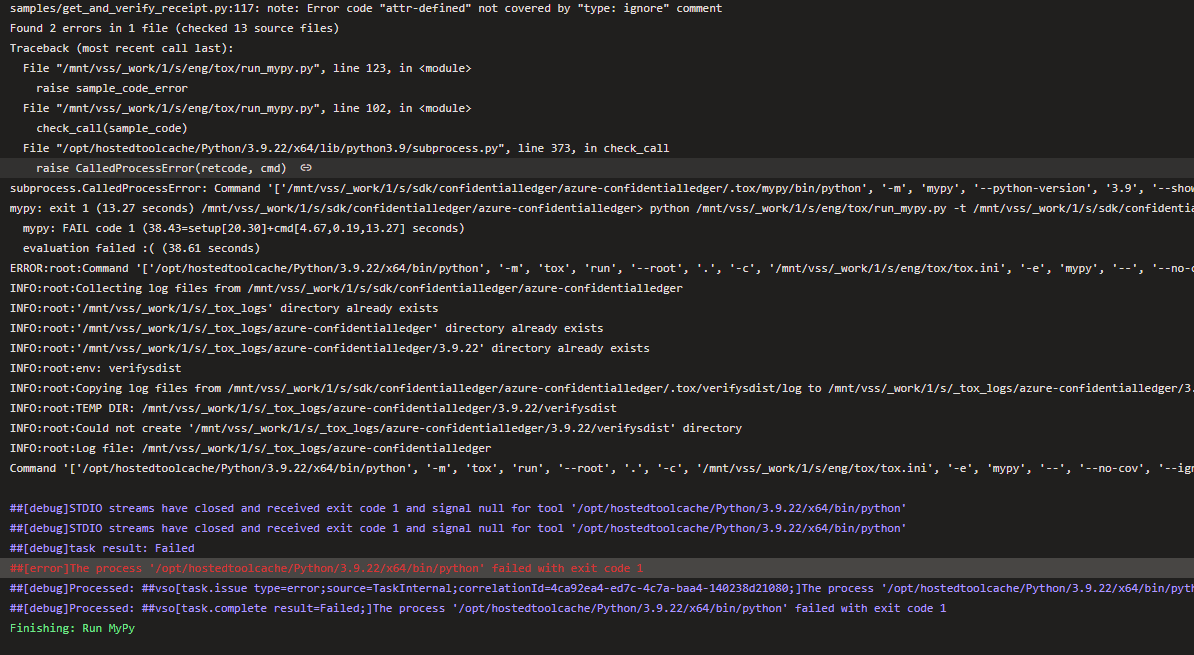 samples/get_and_verify_receipt.py:117: note: Error code "attr-defined" not covered by "type: ignore" comment
Found 2 errors in 1 file (checked 13 source files)
Traceback (most recent call last):
  File "/mnt/vss/_work/1/s/eng/tox/run_mypy.py", line 123, in <module>
    raise sample_code_error
  File "/mnt/vss/_work/1/s/eng/tox/run_mypy.py", line 102, in <module>
    check_call(sample_code)
  File "/opt/hostedtoolcache/Python/3.9.22/x64/lib/python3.9/subprocess.py", line 373, in check_call
    raise CalledProcessError(retcode, cmd)
subprocess.CalledProcessError: Command '['/mnt/vss/_work/1/s/sdk/confidentialledger/azure-confidentialledger/.tox/mypy/bin/python', '-m', 'mypy', '--python-version', '3.9', '--show
mypy: exit 1 (13.27 seconds) /mnt/vss/_work/1/s/sdk/confidentialledger/azure-confidentialledger> python /mnt/vss/_work/1/s/eng/tox/run_mypy.py -t /mnt/vss/_work/1/s/sdk/confidentia
  mypy: FAIL code 1 (38.43=setup[20.30]+cmd[4.67,0.19,13.27] seconds)
  evaluation failed :( (38.61 seconds)
ERROR:root:Command '['/opt/hostedtoolcache/Python/3.9.22/x64/bin/python', '-m', 'tox', 'run', '--root', '.', '-c', '/mnt/vss/_work/1/s/eng/tox/tox.ini', '-e', 'mypy', '--', '--no-c
INFO:root:Collecting log files from /mnt/vss/_work/1/s/sdk/confidentialledger/azure-confidentialledger
INFO:root:'/mnt/vss/_work/1/s/_tox_logs' directory already exists
INFO:root:'/mnt/vss/_work/1/s/_tox_logs/azure-confidentialledger' directory already exists
INFO:root:'/mnt/vss/_work/1/s/_tox_logs/azure-confidentialledger/3.9.22' directory already exists
INFO:root:env: verifysdist
INFO:root:Copying log files from /mnt/vss/_work/1/s/sdk/confidentialledger/azure-confidentialledger/.tox/verifysdist/log to /mnt/vss/_work/1/s/_tox_logs/azure-confidentialledger/3.
INFO:root:TEMP DIR: /mnt/vss/_work/1/s/_tox_logs/azure-confidentialledger/3.9.22/verifysdist
INFO:root:Could not create '/mnt/vss/_work/1/s/_tox_logs/azure-confidentialledger/3.9.22/verifysdist' directory
INFO:root:Log file: /mnt/vss/_work/1/s/_tox_logs/azure-confidentialledger
Command '['/opt/hostedtoolcache/Python/3.9.22/x64/bin/python', '-m', 'tox', 'run', '--root', '.', '-c', '/mnt/vss/_work/1/s/eng/tox/tox.ini', '-e', 'mypy', '--', '--no-cov', '--ign
##[debug]STDIO streams have closed and received exit code 1 and signal null for tool '/opt/hostedtoolcache/Python/3.9.22/x64/bin/python'
##[debug]STDIO streams have closed and received exit code 1 and signal null for tool '/opt/hostedtoolcache/Python/3.9.22/x64/bin/python'
##[debug]task result: Failed
##[error]The process '/opt/hostedtoolcache/Python/3.9.22/x64/bin/python' failed with exit code 1
##[debug]Processed: ##vso[task.issue type=error;source=TaskInternal;correlationId=4ca92ea4-ed7c-4c7a-baa4-140238d21080;]The process '/opt/hostedtoolcache/Python/3.9.22/x64/bin/pyth
##[debug]Processed: ##vso[task.complete result=Failed;]The process '/opt/hostedtoolcache/Python/3.9.22/x64/bin/python' failed with exit code 1
Finishing: Run MyPy